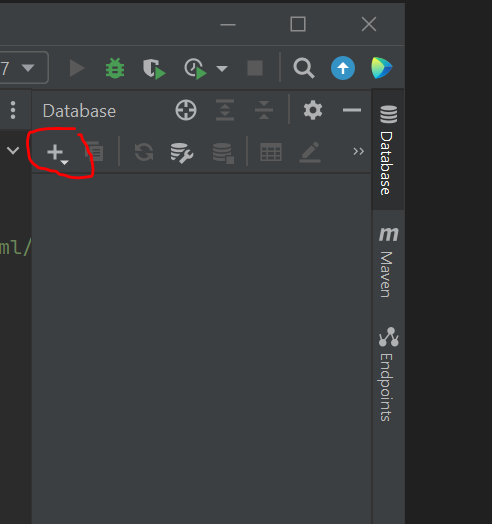 7
Database
ml/
Database
m
Maven
Endpoints